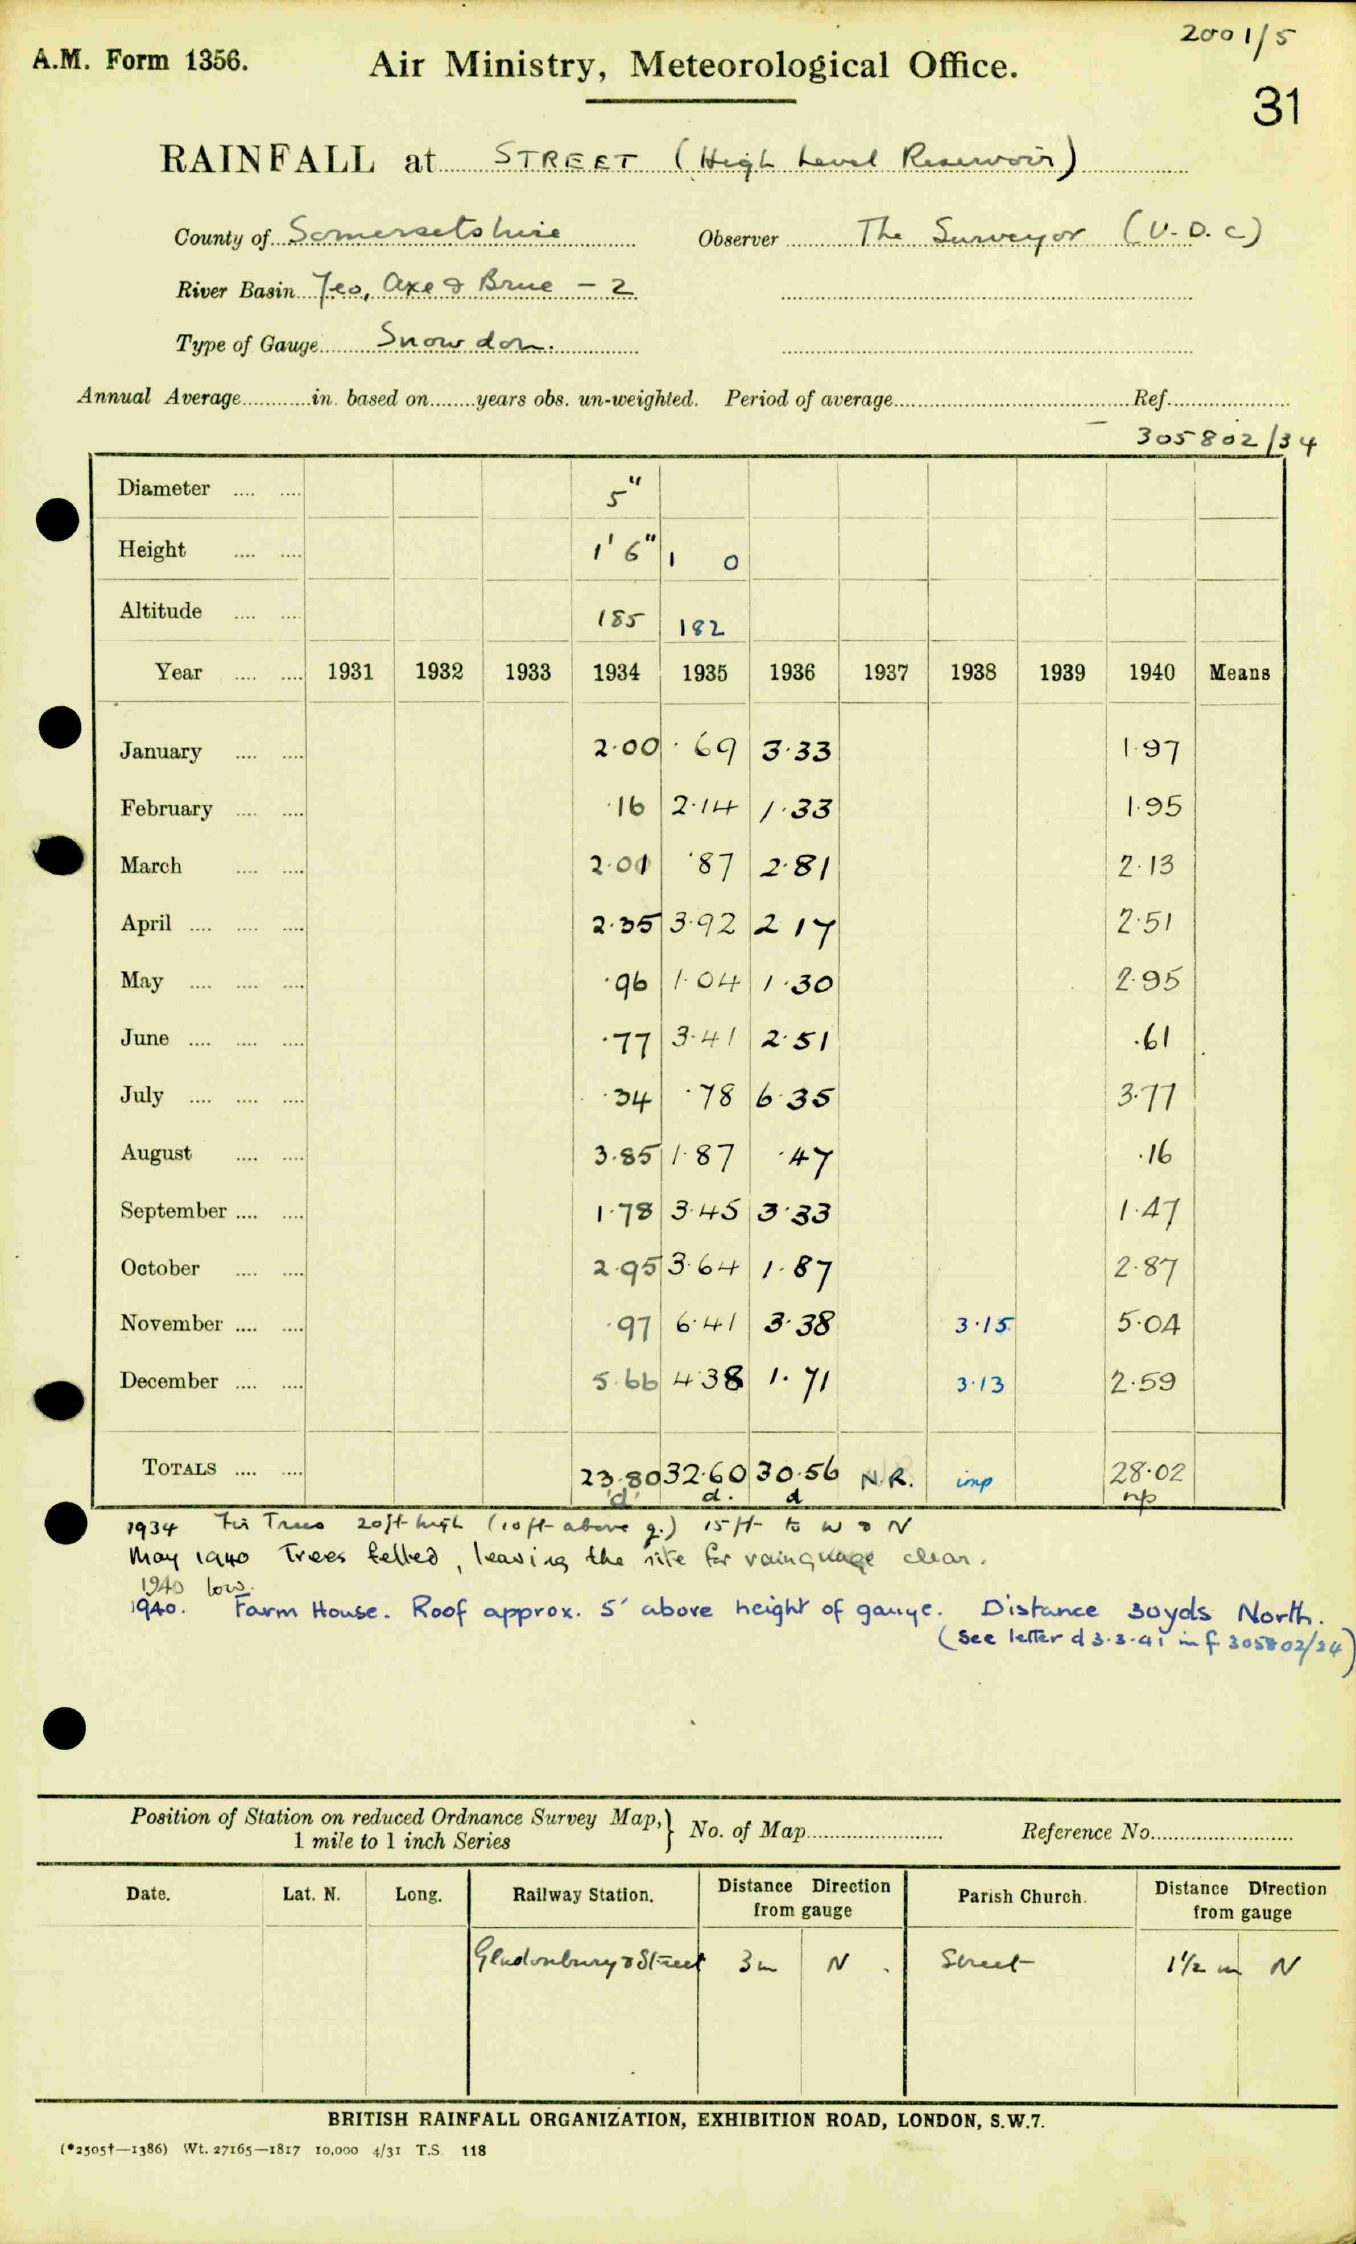 2001/5
A.M. Form 1356.
Air Ministry, Meteorological Office.
31
RAINFALL at STREET (High Level Reservoir)
County of Somersetshire Observer The Surveyor (U.D.C)
River Basin Yeo, Axe & Brue - 2
Type of Gauge Snowdon.
Annual Average in. based on years obs. un-weighted. Period of average Ref.
305802/34
Diameter 5"
Height 1' 6" 1 0
Altitude 185 182
Year 1931 1932 1933 1934 1935 1936 1937 1938 1939 1940 Means
January 2.00 .69 3.33 1.97
February .16 2.14 1.33 1.95
March 2.01 .87 2.81 2.13
April 2.35 3.92 2.17 2.51
May .96 1.04 1.30 2.95
June .77 3.41 2.51 .61
July .34 .78 6.35 3.77
August 3.85 1.87 .47 .16
September 1.78 3.45 3.33 1.47
October 2.95 3.64 1.87 2.87
November .97 6.41 3.38 3.15 5.04
December 5.66 4.38 1.71 3.13 2.59
TOTALS 23.80 32.60 30.56 N.R. imp 28.02
d d. d np
1934 Fir Trees 20ft high (10ft above g.) 15ft to W & N
May 1940 Trees felled, leaving the site for rainguage clear.
1940 low.
1940. Farm House. Roof approx. 5' above height of gauge. Distance 30yds North.
(See letter d 3.3.41 in f 305802/34)
Position of Station on reduced Ordnance Survey Map,
1 mile to 1 inch Series
No. of Map Reference No.
Date. Lat. N. Long. Railway Station. Distance Direction from gauge Parish Church. Distance Direction from gauge
Glastonbury & Street 3m N. Street 1½ m N
BRITISH RAINFALL ORGANIZATION, EXHIBITION ROAD, LONDON, S.W.7.
(*2505†—1386) Wt. 27165—1817 10,000 4/31 T.S. 118